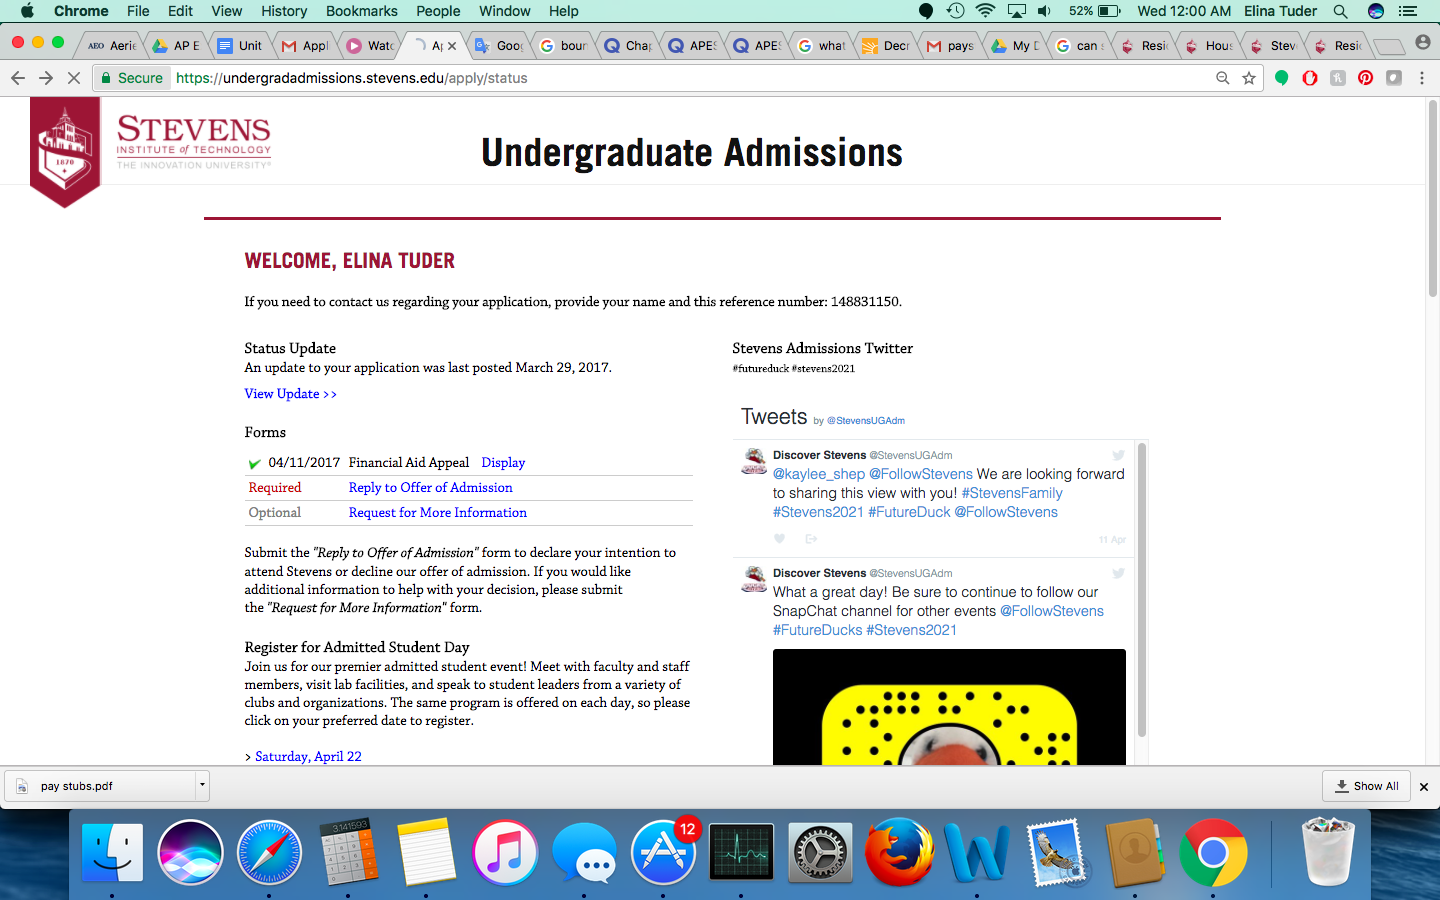 Chrome File Edit View History Bookmarks People Window Help 52% Wed 12:00 AM Elina Tuder
AEO Aerie AP E Unit Appl Watc Ap Goog bour Chap APES APES what Decr pays My D can Resid Hous Steve Resid
Secure https://undergradadmissions.stevens.edu/apply/status
STEVENS
INSTITUTE of TECHNOLOGY
THE INNOVATION UNIVERSITY®
1870
Undergraduate Admissions
WELCOME, ELINA TUDER
If you need to contact us regarding your application, provide your name and this reference number: 148831150.
Status Update
An update to your application was last posted March 29, 2017.
View Update >>
Forms
04/11/2017 Financial Aid Appeal Display
Required Reply to Offer of Admission
Optional Request for More Information
Submit the "Reply to Offer of Admission" form to declare your intention to
attend Stevens or decline our offer of admission. If you would like
additional information to help with your decision, please submit
the "Request for More Information" form.
Register for Admitted Student Day
Join us for our premier admitted student event! Meet with faculty and staff
members, visit lab facilities, and speak to student leaders from a variety of
clubs and organizations. The same program is offered on each day, so please
click on your preferred date to register.
> Saturday, April 22
Stevens Admissions Twitter
#futureduck #stevens2021
Tweets by @StevensUGAdm
Discover Stevens @StevensUGAdm
@kaylee_shep @FollowStevens We are looking forward
to sharing this view with you! #StevensFamily
#Stevens2021 #FutureDuck @FollowStevens
11 Apr
Discover Stevens @StevensUGAdm
What a great day! Be sure to continue to follow our
SnapChat channel for other events @FollowStevens
#FutureDucks #Stevens2021
pay stubs.pdf
Show All
3.141593
12